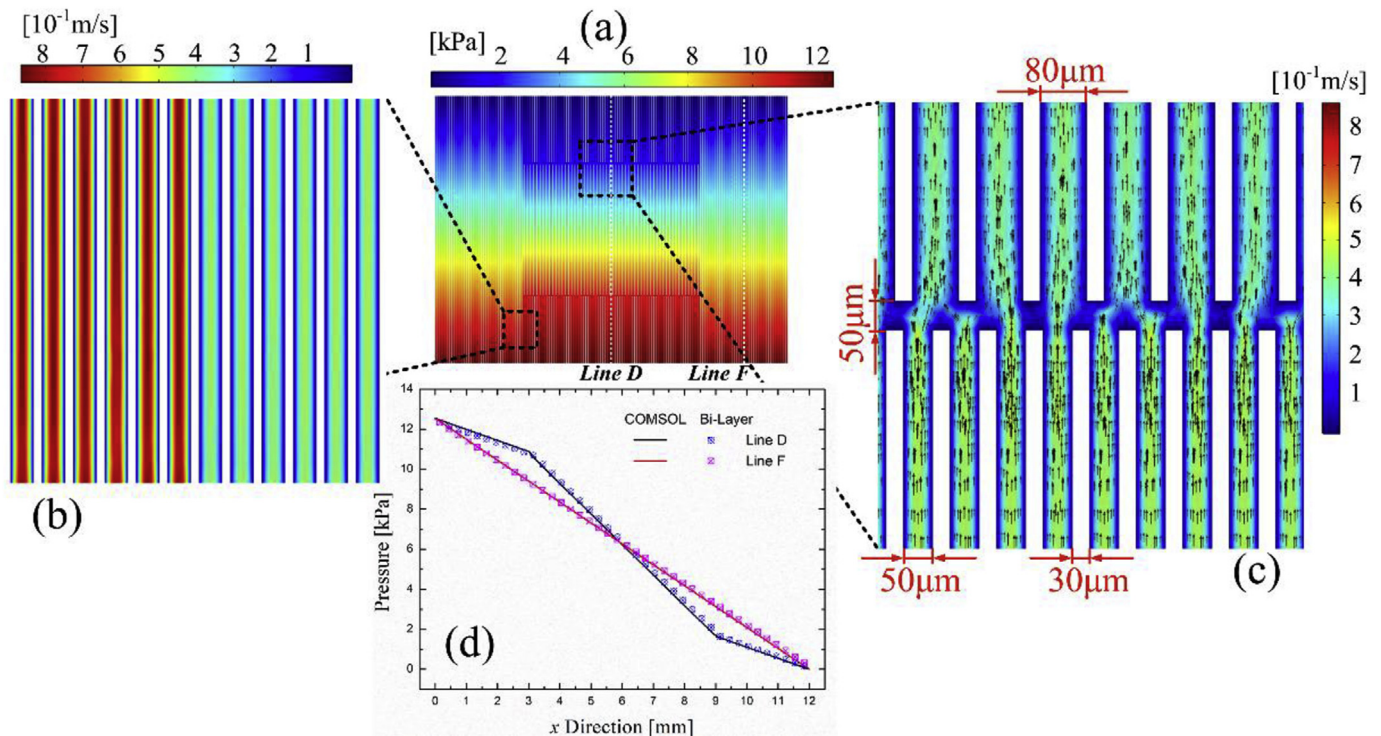 [10⁻¹m/s]
8 7 6 5 4 3 2 1
(b)
(a)
[kPa] 2 4 6 8 10 12
Line D Line F
14
12
10
8
6
4
2
0
Pressure [kPa]
COMSOL Bi-Layer
Line D
Line F
(d)
0 1 2 3 4 5 6 7 8 9 10 11 12
x Direction [mm]
80μm
50μm
50μm
30μm
(c)
[10⁻¹m/s]
8
7
6
5
4
3
2
1